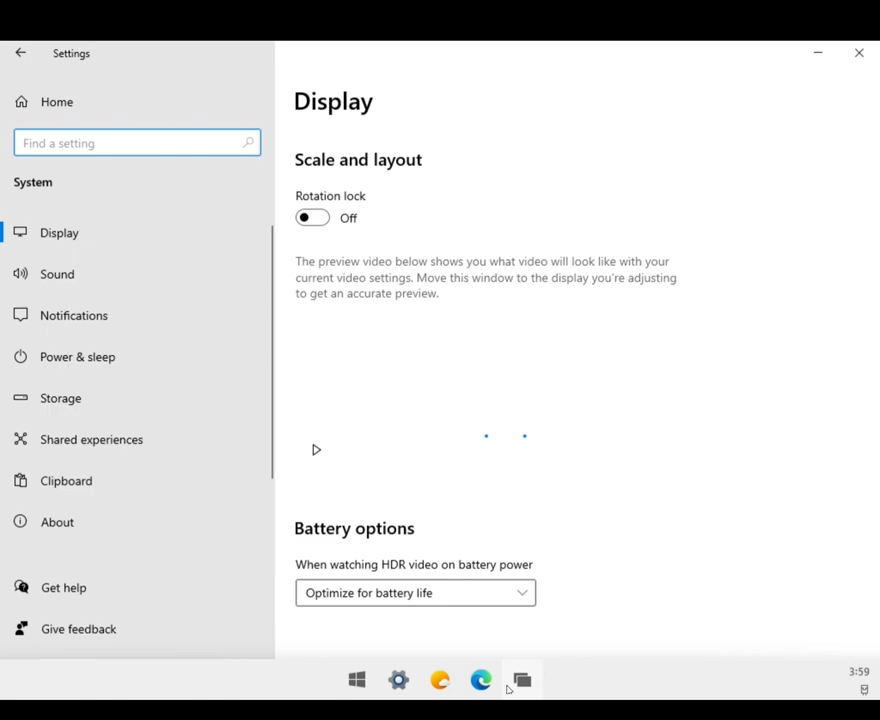 Settings
Home
Find a setting
System
Display
Sound
Notifications
Power & sleep
Storage
Shared experiences
Clipboard
About
Get help
Give feedback
Display
Scale and layout
Rotation lock
Off
The preview video below shows you what video will look like with your
current video settings. Move this window to the display you're adjusting
to get an accurate preview.
Battery options
When watching HDR video on battery power
Optimize for battery life
3:59